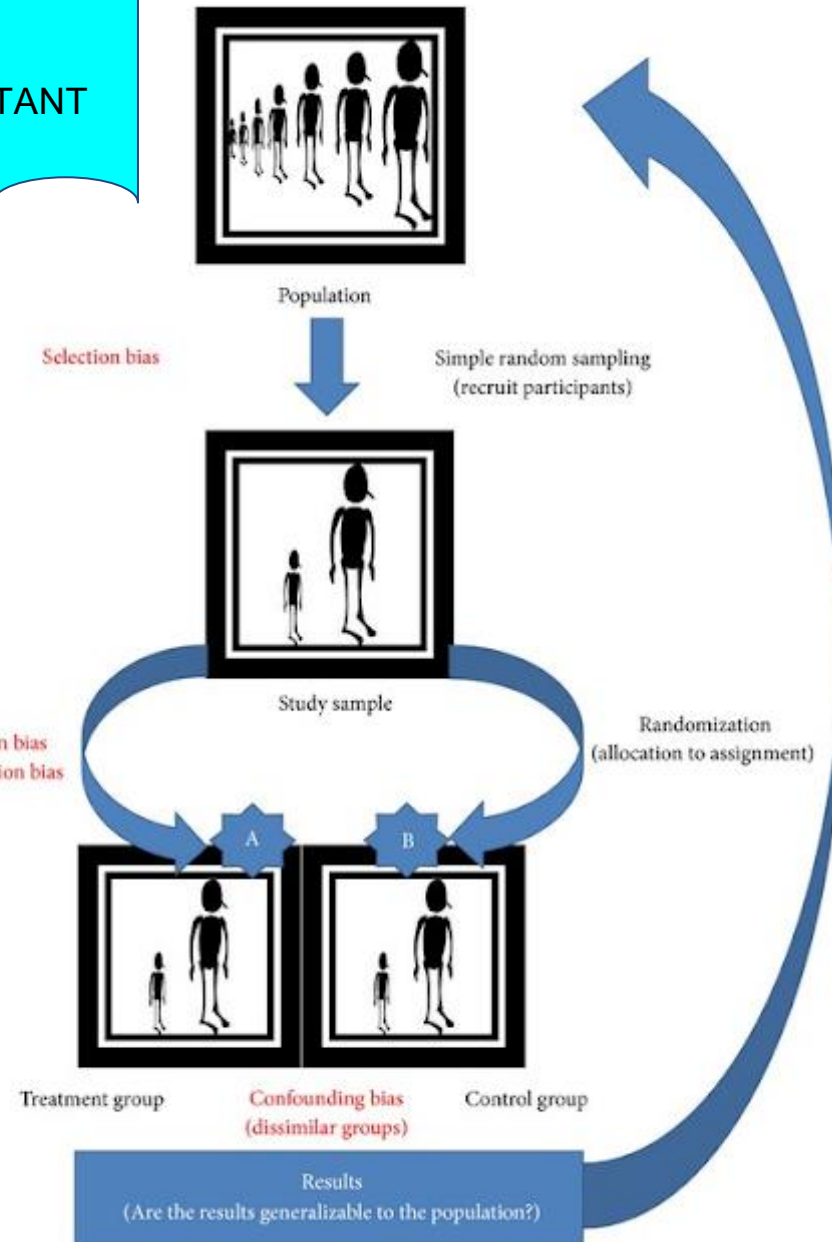 TANT
Population
Selection bias
Simple random sampling
(recruit participants)
Study sample
n bias
ion bias
Randomization
(allocation to assignment)
A
B
Treatment group
Confounding bias
(dissimilar groups)
Control group
Results
(Are the results generalizable to the population?)